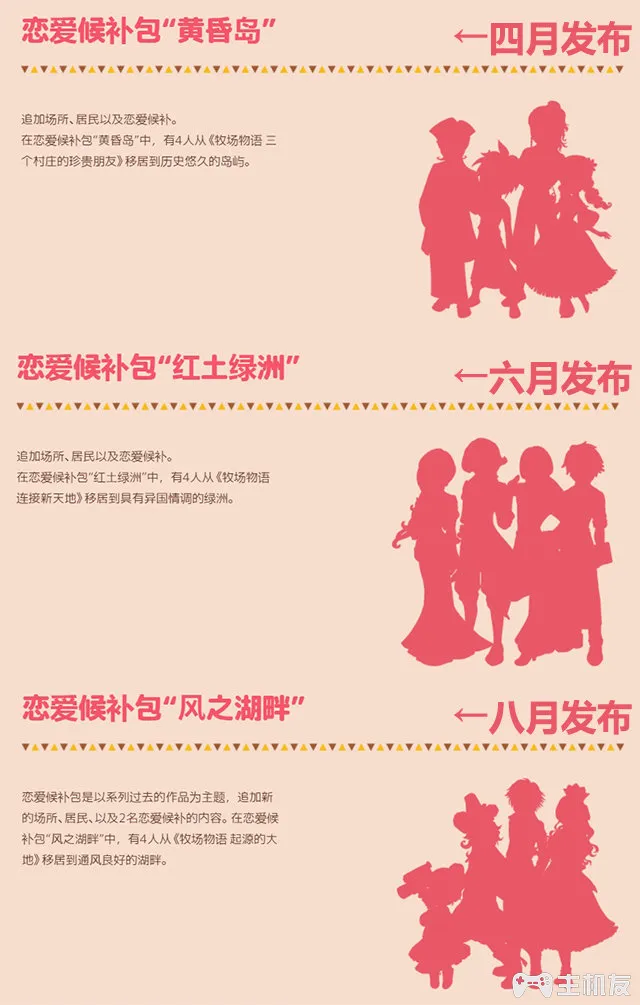 恋爱候补包“黄昏岛”
←四月发布
追加场所、居民以及恋爱候补。
在恋爱候补包“黄昏岛”中，有4人从《牧场物语 三
个村庄的珍贵朋友》移居到历史悠久的岛屿。
恋爱候补包“红土绿洲”
←六月发布
追加场所、居民以及恋爱候补。
在恋爱候补包“红土绿洲”中，有4人从《牧场物语
连接新天地》移居到具有异国情调的绿洲。
恋爱候补包“风之湖畔”
←八月发布
恋爱候补包是以系列过去的作品为主题，追加新
的场所、居民、以及2名恋爱候补的内容。在恋爱候
补包“风之湖畔”中，有4人从《牧场物语 起源的大
地》移居到通风良好的湖畔。
主机友